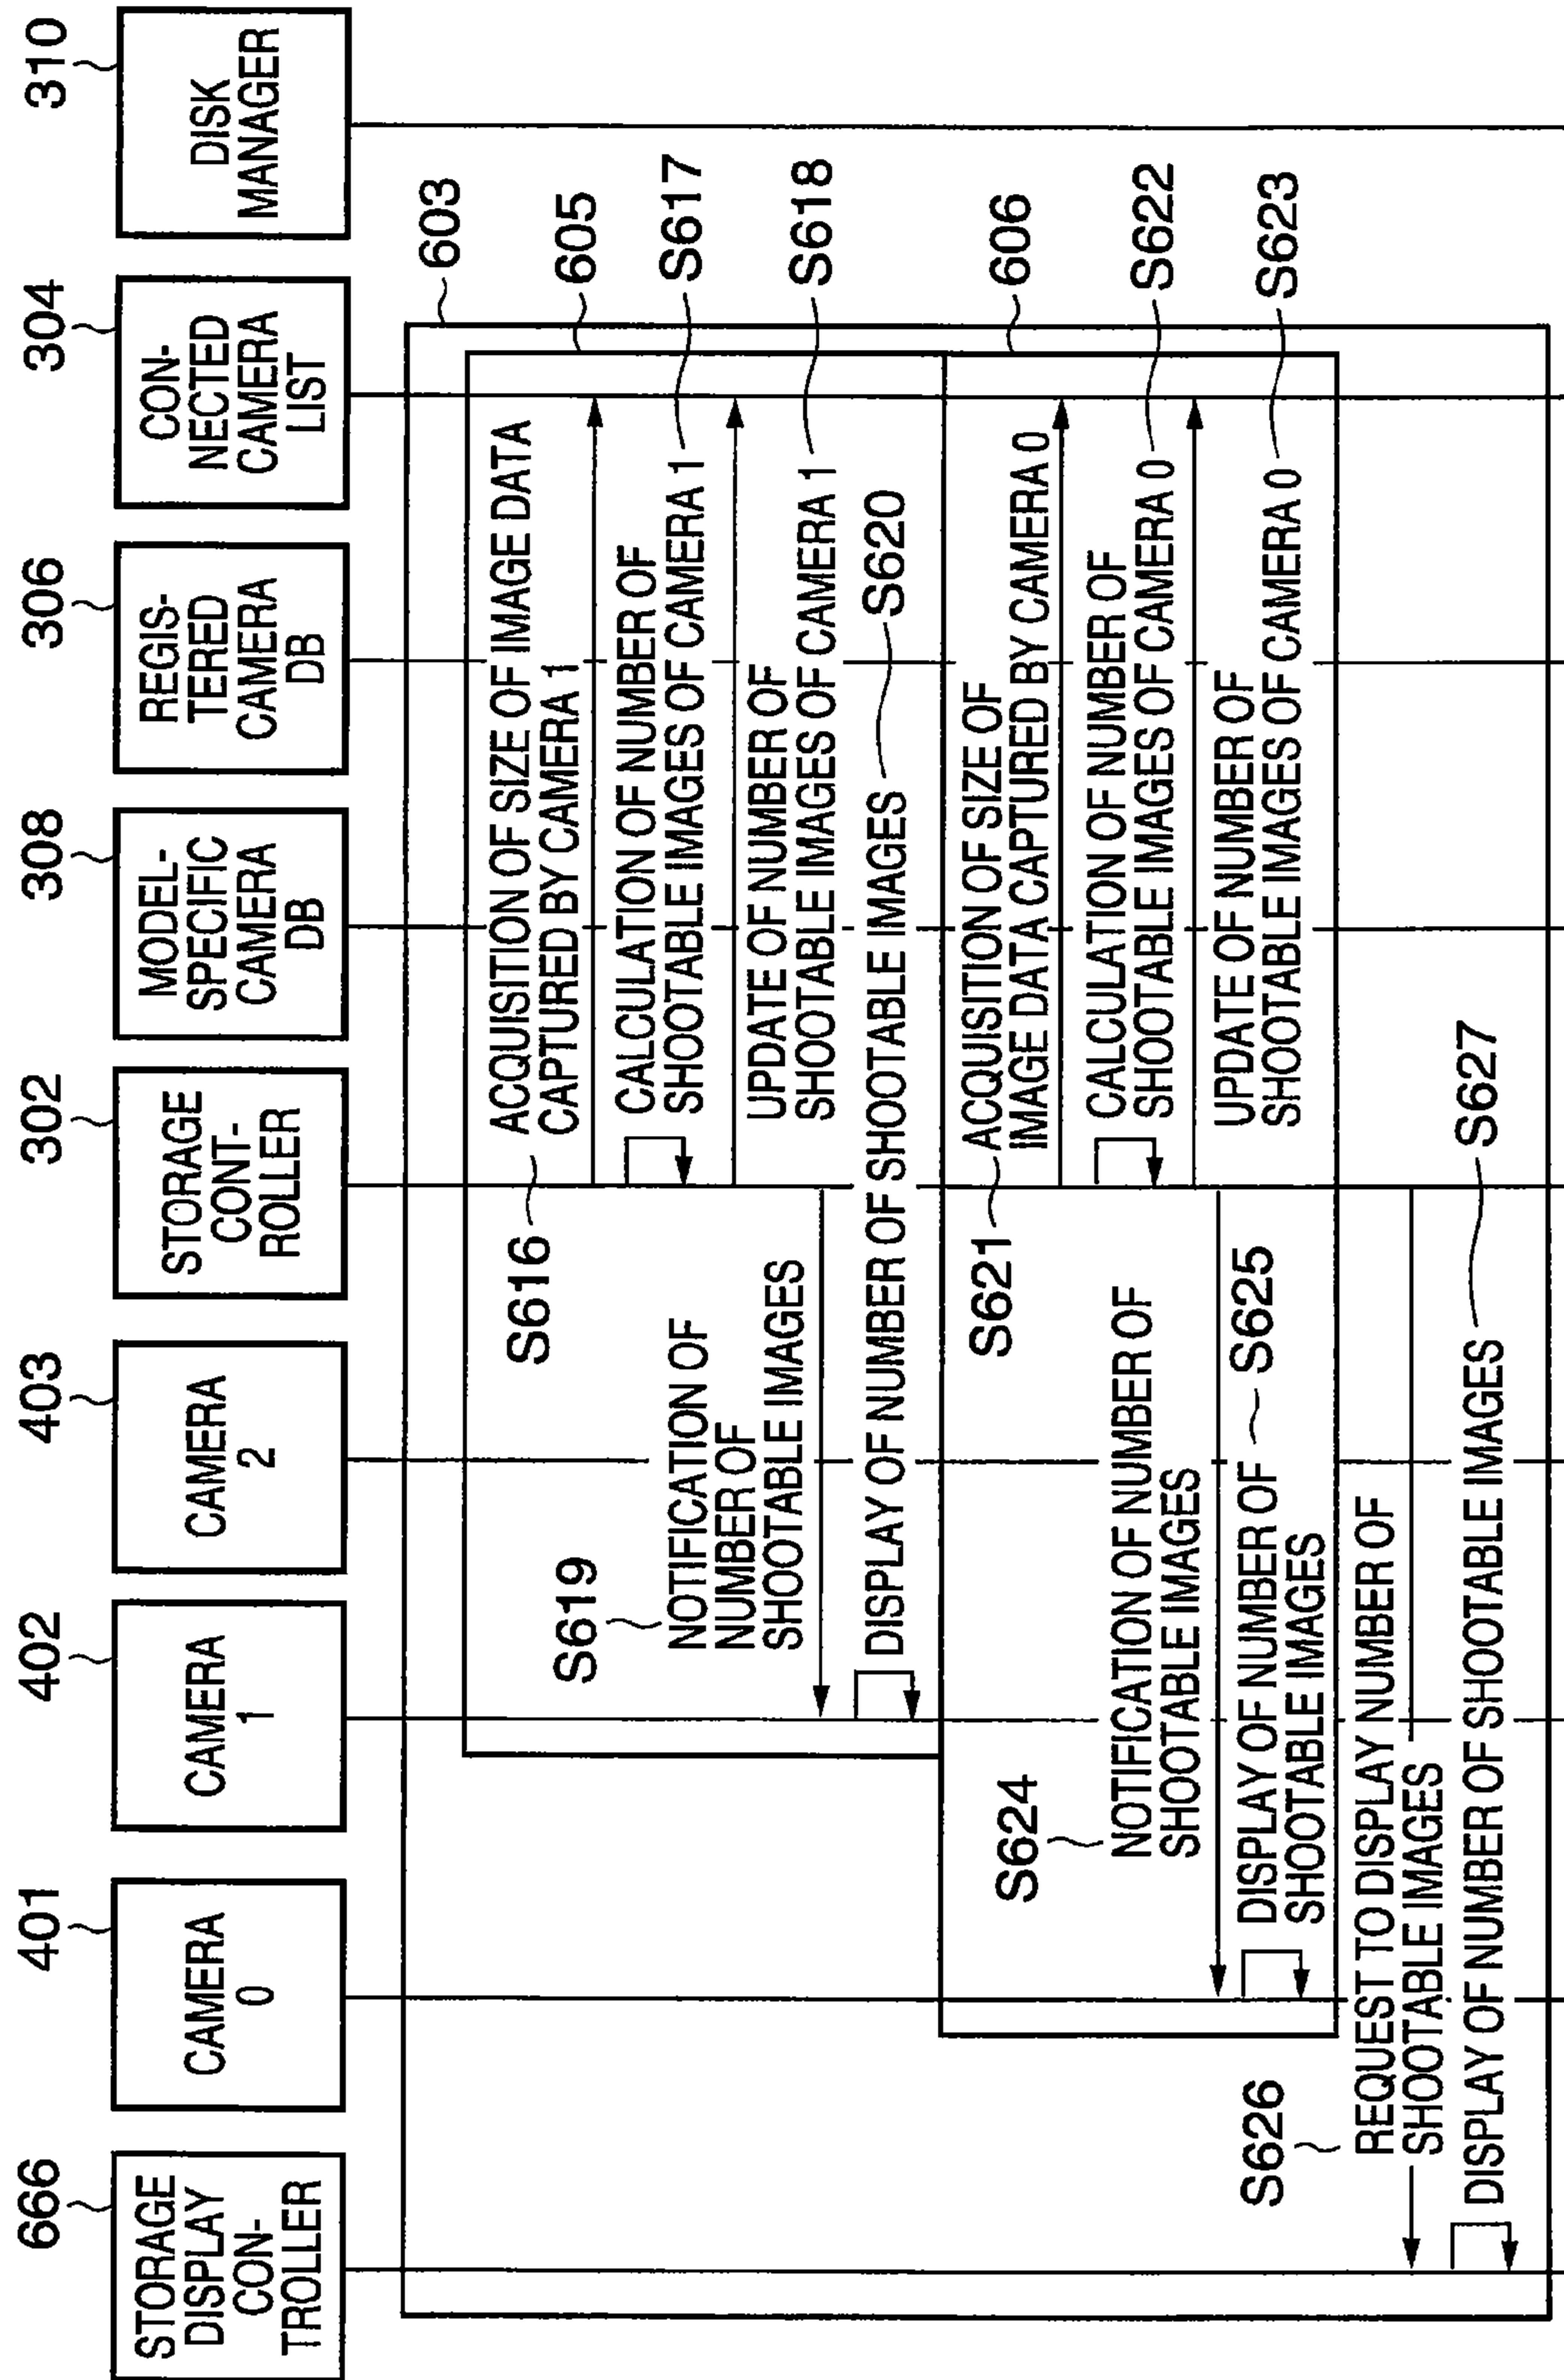 666
STORAGE
DISPLAY
CON-
TROLLER
401
CAMERA
0
402
CAMERA
1
403
CAMERA
2
302
STORAGE
CONT-
ROLLER
308
MODEL-
SPECIFIC
CAMERA
DB
306
REGIS-
TERED
CAMERA
DB
304
CON-
NECTED
CAMERA
LIST
310
DISK
MANAGER
603
605
S616
ACQUISITION OF SIZE OF IMAGE DATA
CAPTURED BY CAMERA 1
CALCULATION OF NUMBER OF
SHOOTABLE IMAGES OF CAMERA 1
S617
UPDATE OF NUMBER OF
SHOOTABLE IMAGES OF CAMERA 1
S618
S619
NOTIFICATION OF
NUMBER OF
SHOOTABLE IMAGES
DISPLAY OF NUMBER OF SHOOTABLE IMAGES
S620
606
S621
ACQUISITION OF SIZE OF
IMAGE DATA CAPTURED BY CAMERA 0
CALCULATION OF NUMBER OF
SHOOTABLE IMAGES OF CAMERA 0
S622
UPDATE OF NUMBER OF
SHOOTABLE IMAGES OF CAMERA 0
S623
S624
NOTIFICATION OF NUMBER OF
SHOOTABLE IMAGES
DISPLAY OF NUMBER OF
SHOOTABLE IMAGES
S625
S626
REQUEST TO DISPLAY NUMBER OF
SHOOTABLE IMAGES
DISPLAY OF NUMBER OF SHOOTABLE IMAGES
S627